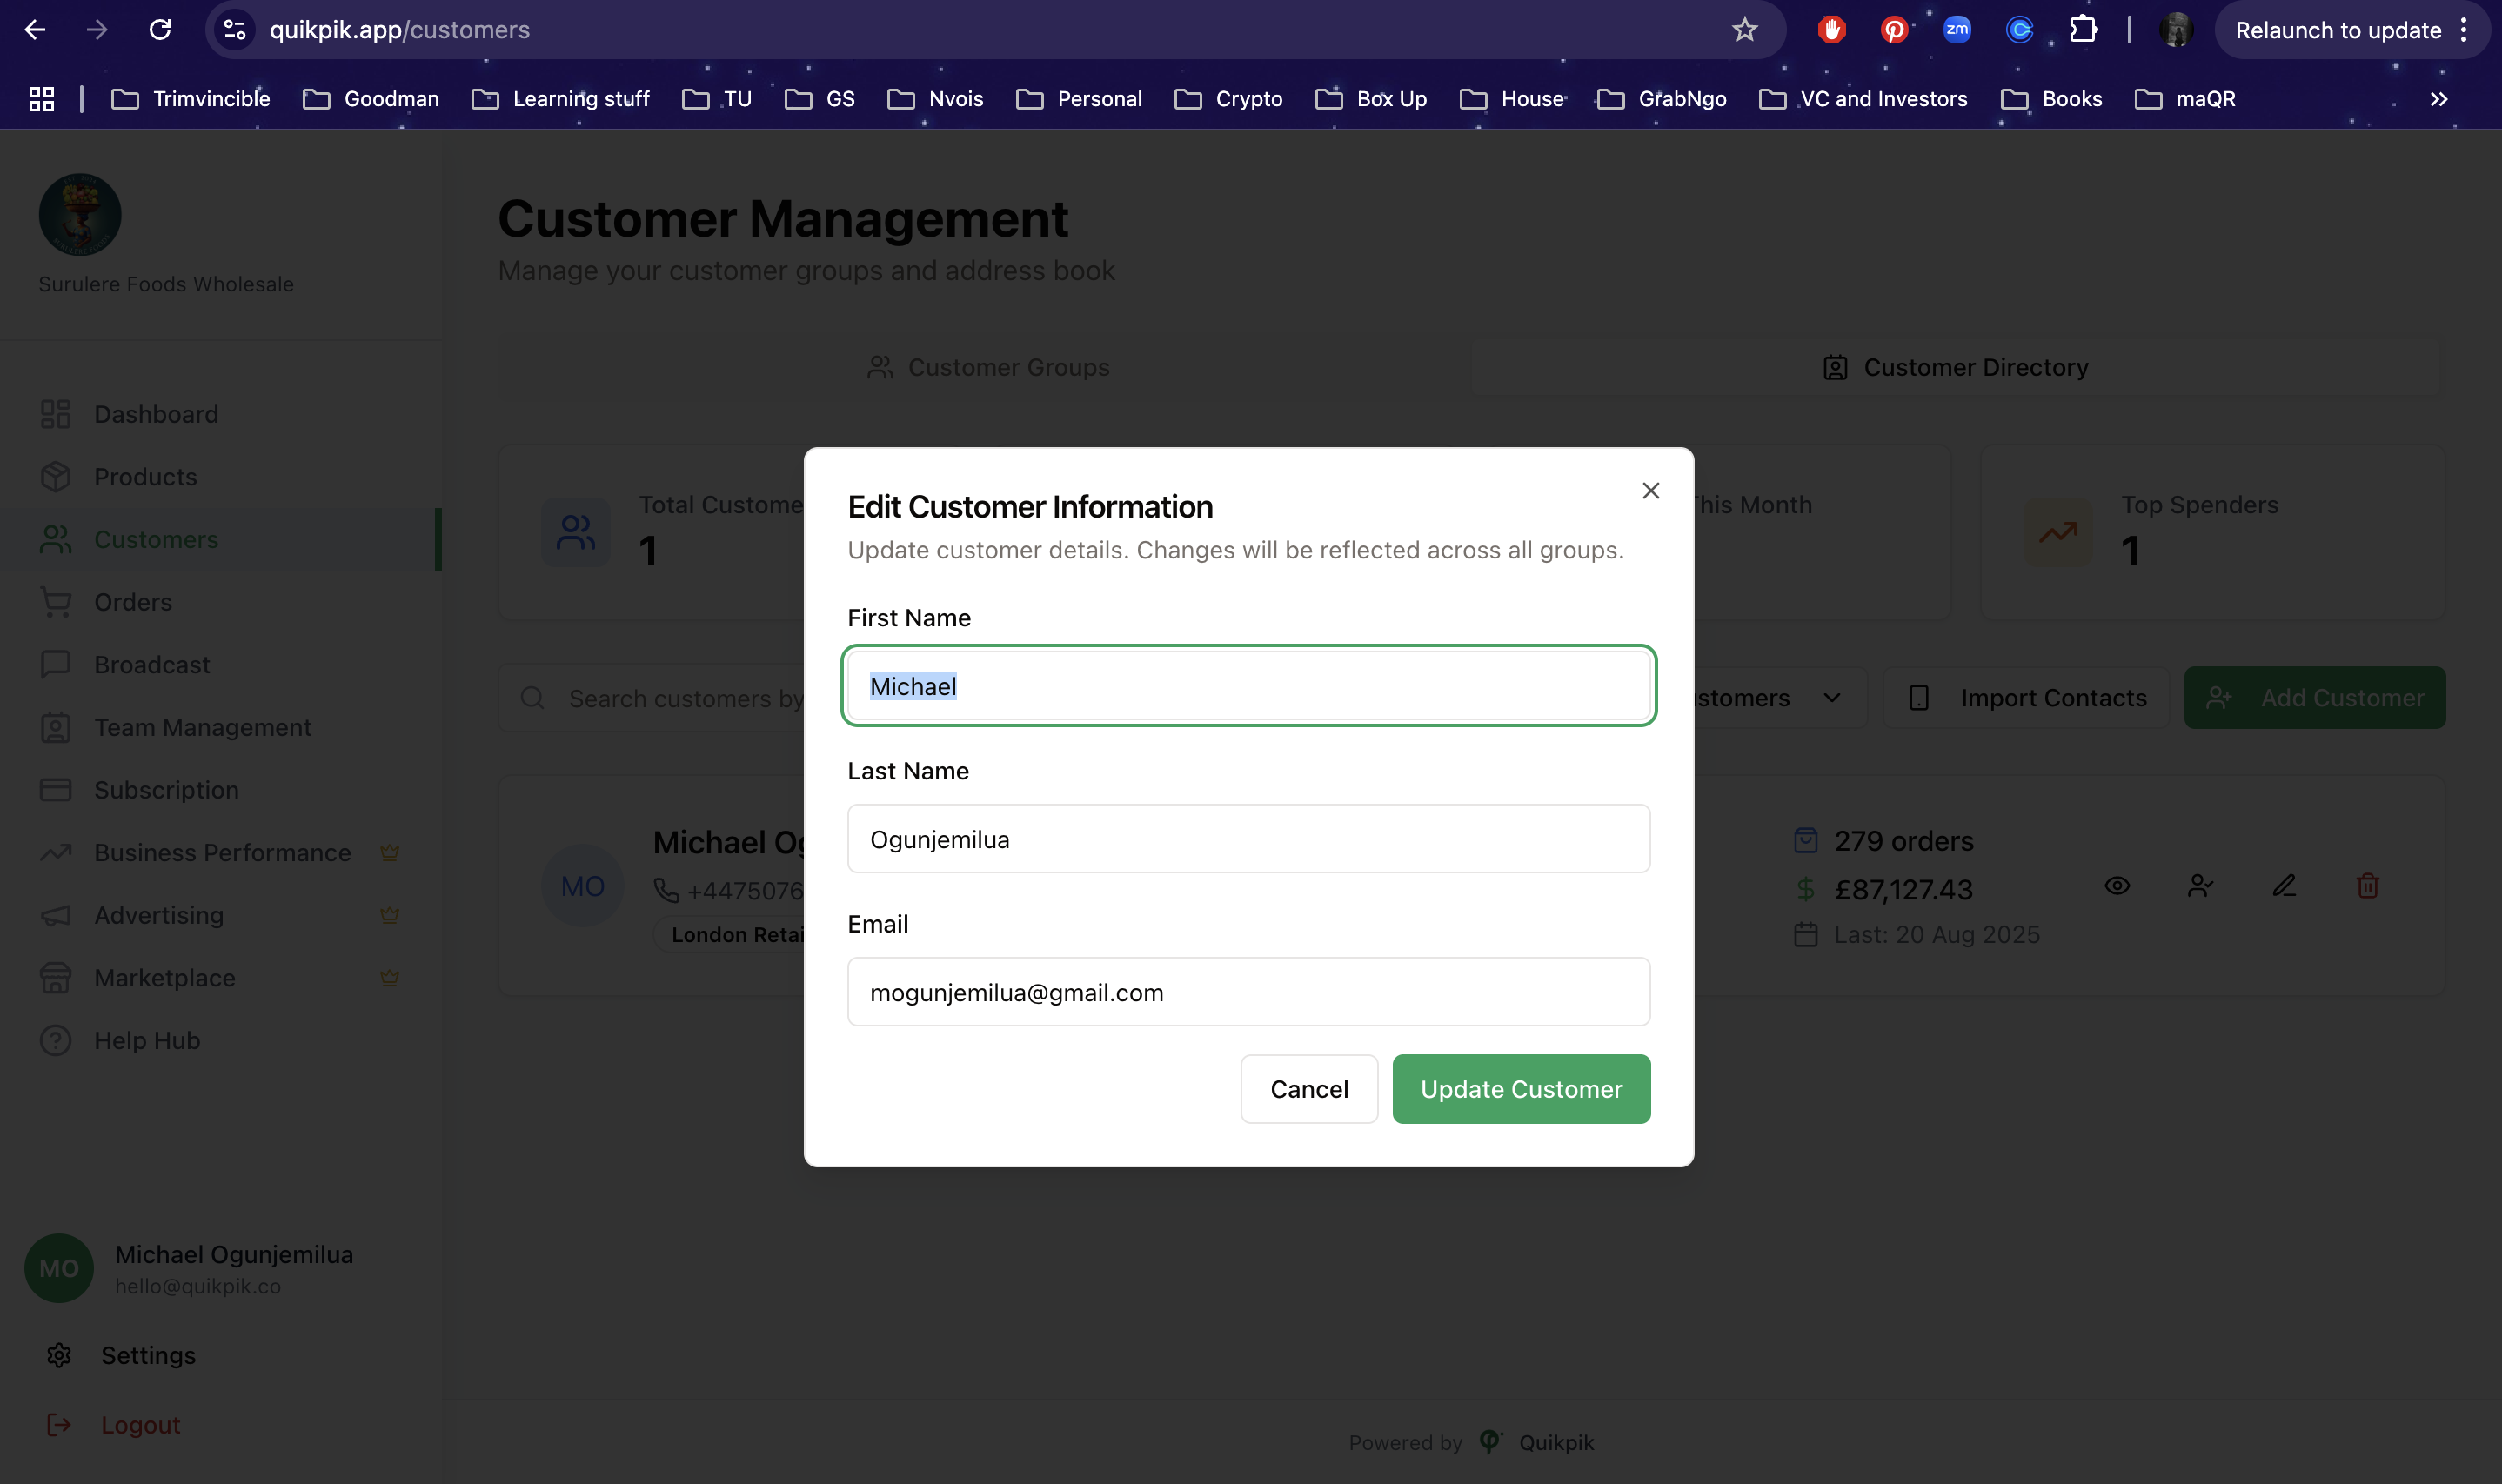 quikpik.app/customers
zm
Relaunch to update
Trimvincible
Goodman
Learning stuff
TU
GS
Nvois
Personal
Crypto
Box Up
House
GrabNgo
VC and Investors
Books
maQR
Surulere Foods Wholesale
Dashboard
Products
Customers
Orders
Broadcast
Team Management
Subscription
Business Performance
Advertising
Marketplace
Help Hub
MO
Michael Ogunjemilua
hello@quikpik.co
Settings
Logout
Customer Management
Manage your customer groups and address book
Customer Groups
Customer Directory
Total Custome
1
This Month
Top Spenders
1
Search customers by
stomers
Import Contacts
Add Customer
MO
Michael Og
+4475076
London Retai
279 orders
£87,127.43
Last: 20 Aug 2025
Edit Customer Information
Update customer details. Changes will be reflected across all groups.
First Name
Michael
Last Name
Ogunjemilua
Email
mogunjemilua@gmail.com
Cancel
Update Customer
Powered by
Quikpik